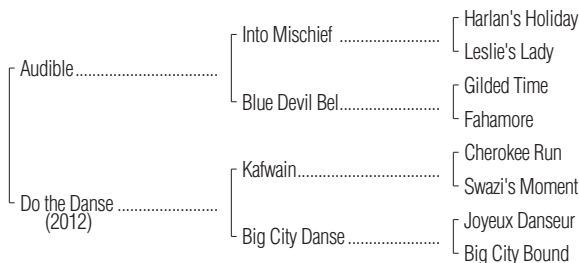 Harlan's Holiday
Into Mischief
Leslie's Lady
Audible
Gilded Time
Blue Devil Bel
Fahamore
Cherokee Run
Kafwain
Swazi's Moment
Do the Danse
(2012)
Joyeux Danseur
Big City Danse
Big City Bound